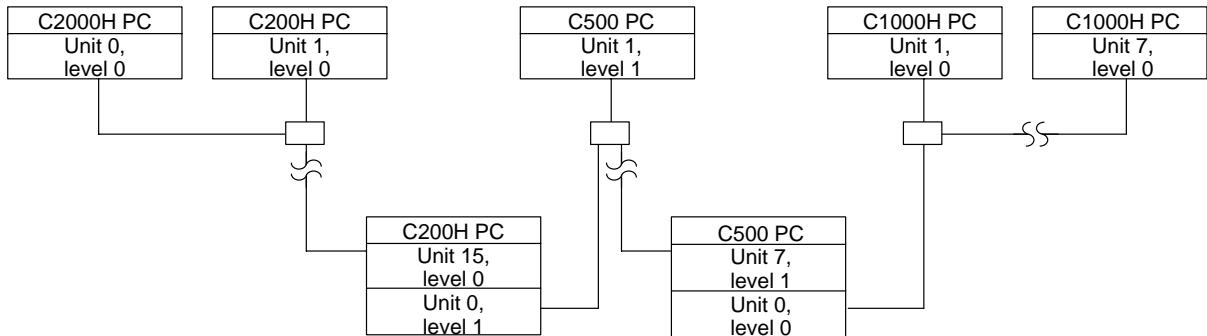 C2000H PC
Unit 0,
level 0
C200H PC
Unit 1,
level 0
C500 PC
Unit 1,
level 1
C1000H PC
Unit 1,
level 0
C1000H PC
Unit 7,
level 0
C200H PC
Unit 15,
level 0
Unit 0,
level 1
C500 PC
Unit 7,
level 1
Unit 0,
level 0